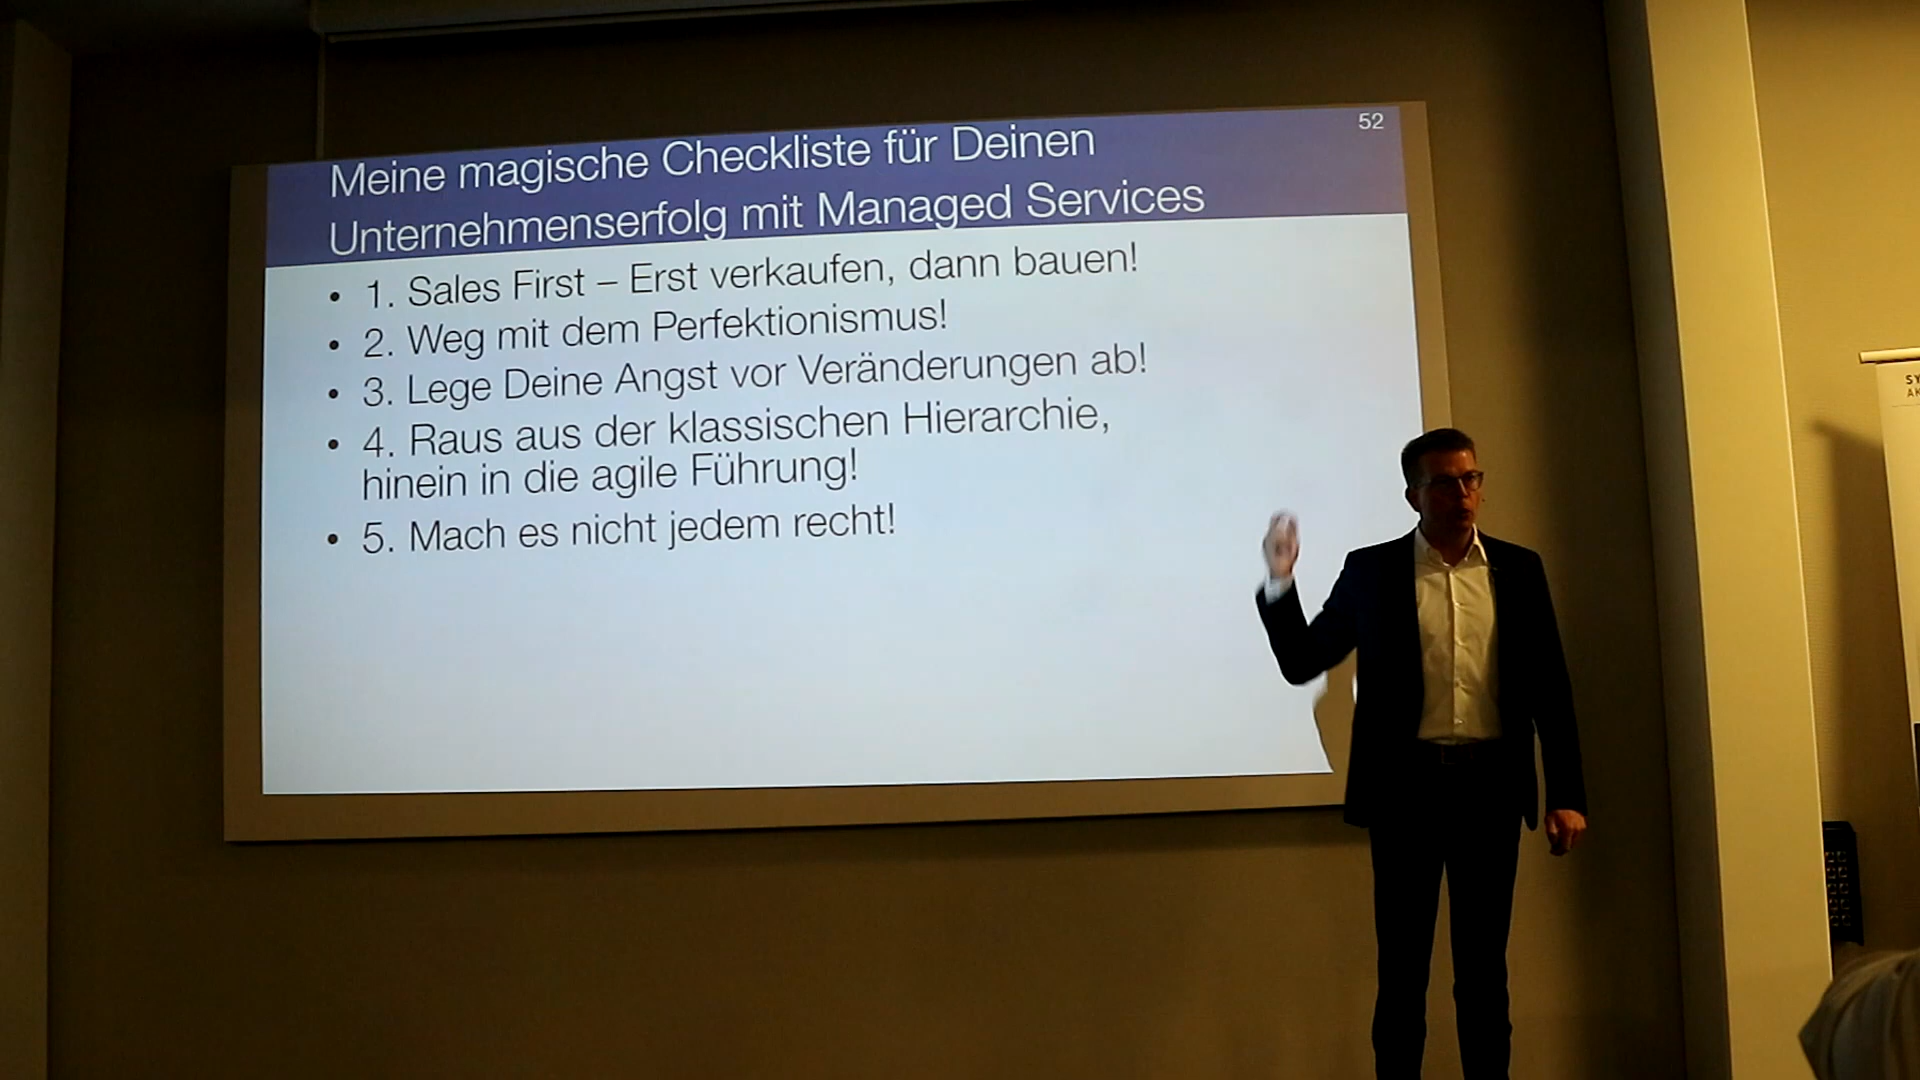 52
Meine magische Checkliste für Deinen
Unternehmenserfolg mit Managed Services
• 1. Sales First – Erst verkaufen, dann bauen!
• 2. Weg mit dem Perfektionismus!
• 3. Lege Deine Angst vor Veränderungen ab!
• 4. Raus aus der klassischen Hierarchie,
hinein in die agile Führung!
• 5. Mach es nicht jedem recht!